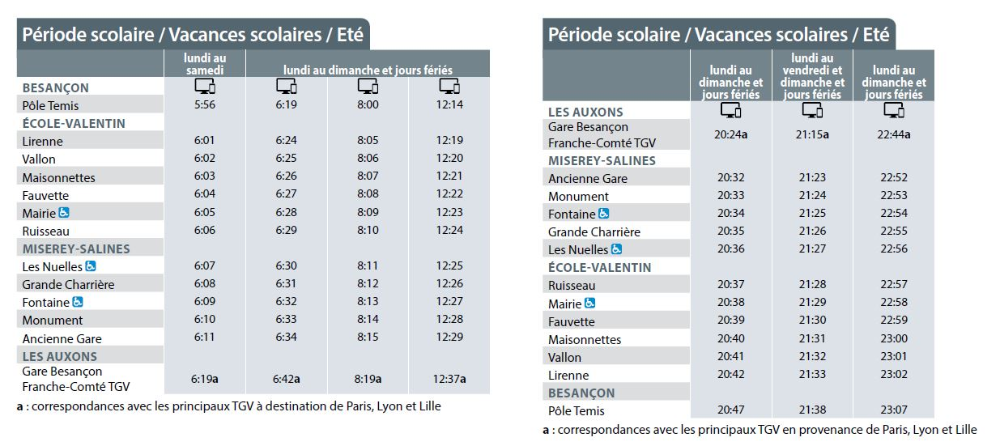 Période scolaire / Vacances scolaires / Eté
lundi au samedi
lundi au dimanche et jours fériés
BESANÇON
Pôle Temis 5:56 6:19 8:00 12:14
ÉCOLE-VALENTIN
Lirenne 6:01 6:24 8:05 12:19
Vallon 6:02 6:25 8:06 12:20
Maisonnettes 6:03 6:26 8:07 12:21
Fauvette 6:04 6:27 8:08 12:22
Mairie 6:05 6:28 8:09 12:23
Ruisseau 6:06 6:29 8:10 12:24
MISEREY-SALINES
Les Nuelles 6:07 6:30 8:11 12:25
Grande Charrière 6:08 6:31 8:12 12:26
Fontaine 6:09 6:32 8:13 12:27
Monument 6:10 6:33 8:14 12:28
Ancienne Gare 6:11 6:34 8:15 12:29
LES AUXONS
Gare Besançon
Franche-Comté TGV 6:19a 6:42a 8:19a 12:37a
a : correspondances avec les principaux TGV à destination de Paris, Lyon et Lille
Période scolaire / Vacances scolaires / Eté
lundi au dimanche et jours fériés
lundi au vendredi et dimanche et jours fériés
lundi au dimanche et jours fériés
LES AUXONS
Gare Besançon
Franche-Comté TGV 20:24a 21:15a 22:44a
MISEREY-SALINES
Ancienne Gare 20:32 21:23 22:52
Monument 20:33 21:24 22:53
Fontaine 20:34 21:25 22:54
Grande Charrière 20:35 21:26 22:55
Les Nuelles 20:36 21:27 22:56
ÉCOLE-VALENTIN
Ruisseau 20:37 21:28 22:57
Mairie 20:38 21:29 22:58
Fauvette 20:39 21:30 22:59
Maisonnettes 20:40 21:31 23:00
Vallon 20:41 21:32 23:01
Lirenne 20:42 21:33 23:02
BESANÇON
Pôle Temis 20:47 21:38 23:07
a : correspondances avec les principaux TGV en provenance de Paris, Lyon et Lille